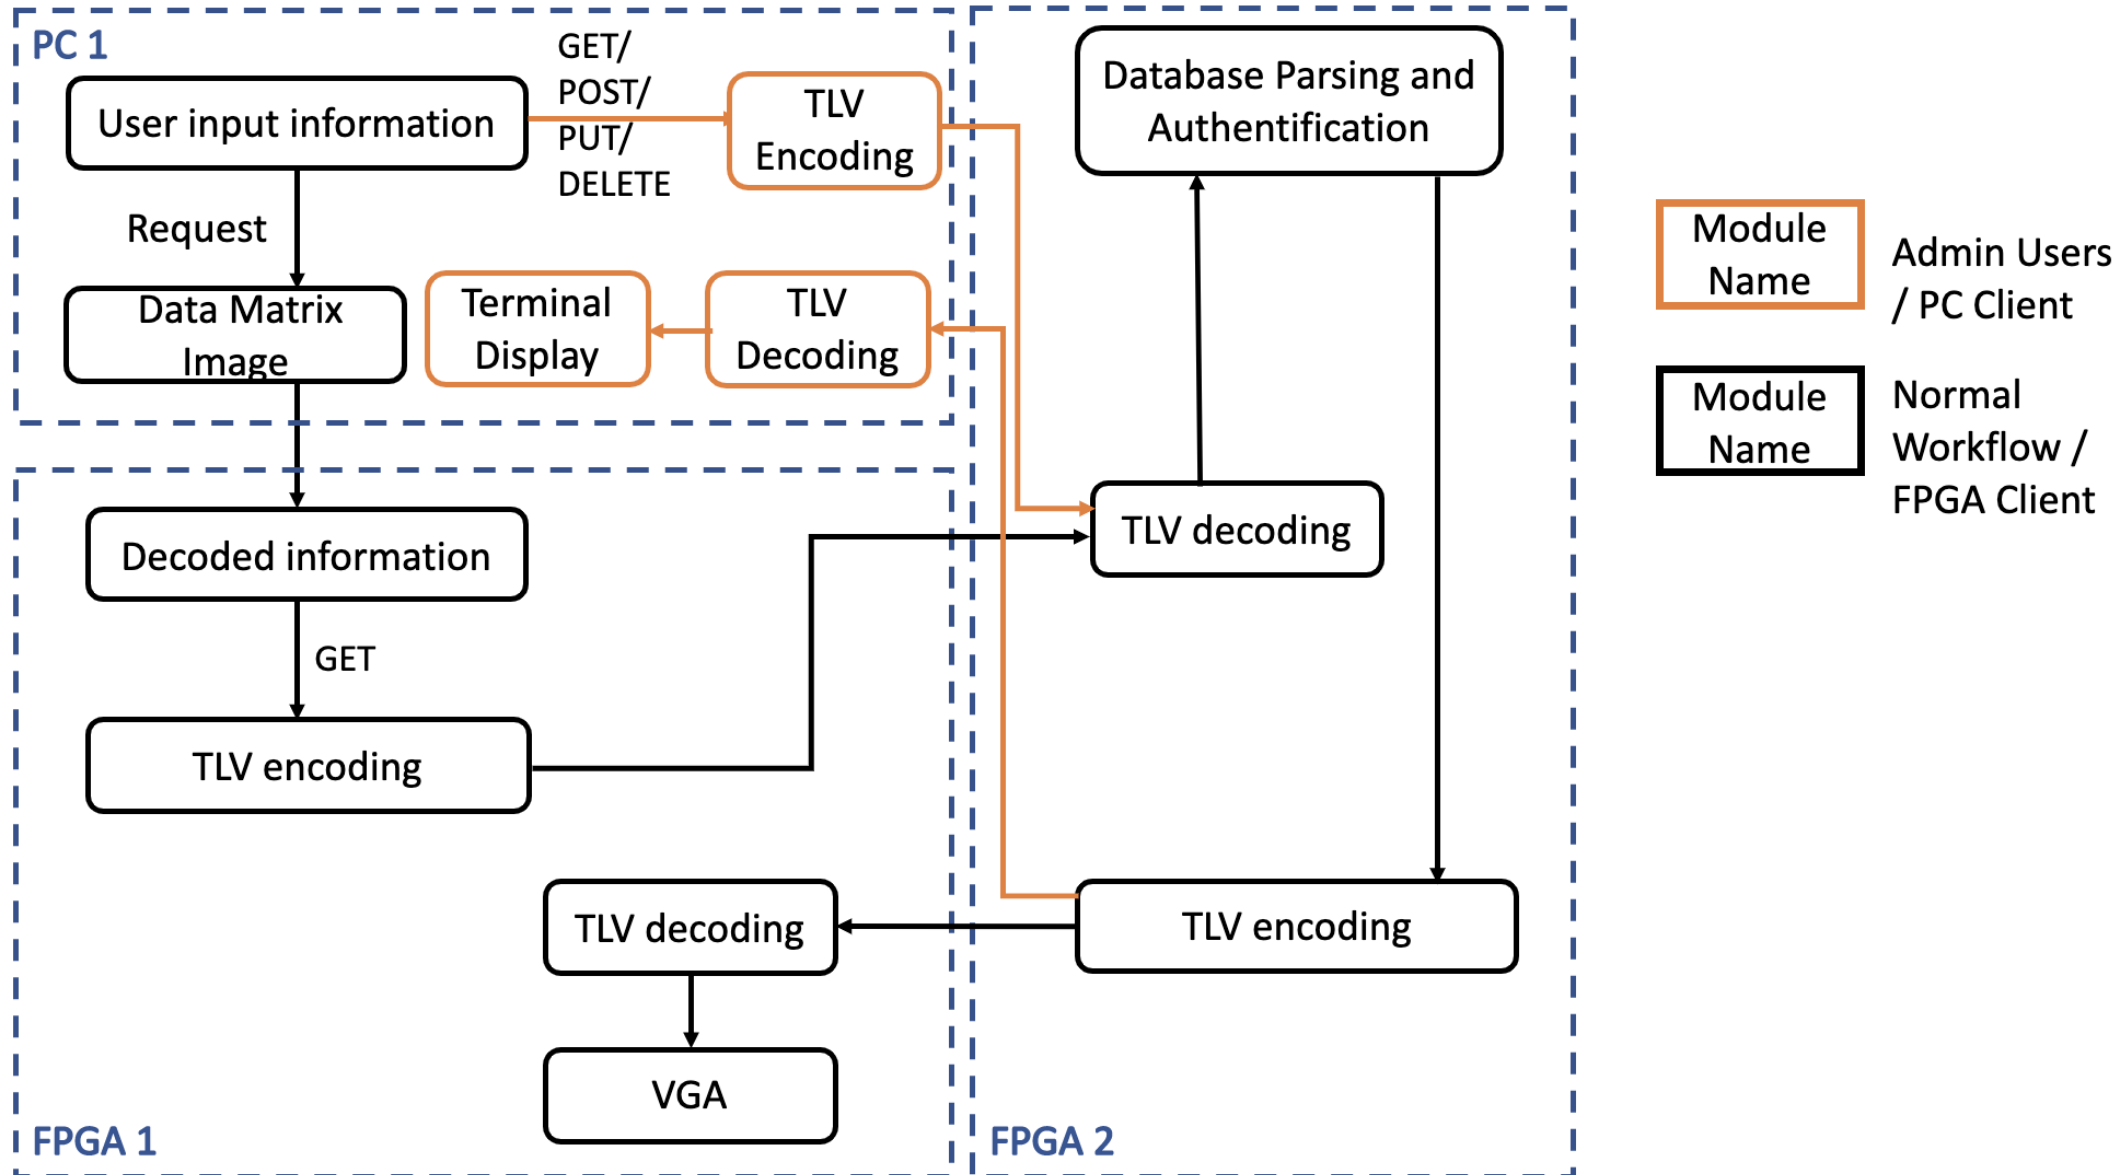 PC 1
User input information
GET/
POST/
PUT/
DELETE
TLV
Encoding
Request
Data Matrix
Image
Terminal
Display
TLV
Decoding
Decoded information
GET
TLV encoding
TLV decoding
VGA
FPGA 1
Database Parsing and
Authentification
TLV decoding
TLV encoding
FPGA 2
Module
Name
Admin Users
/ PC Client
Module
Name
Normal
Workflow /
FPGA Client